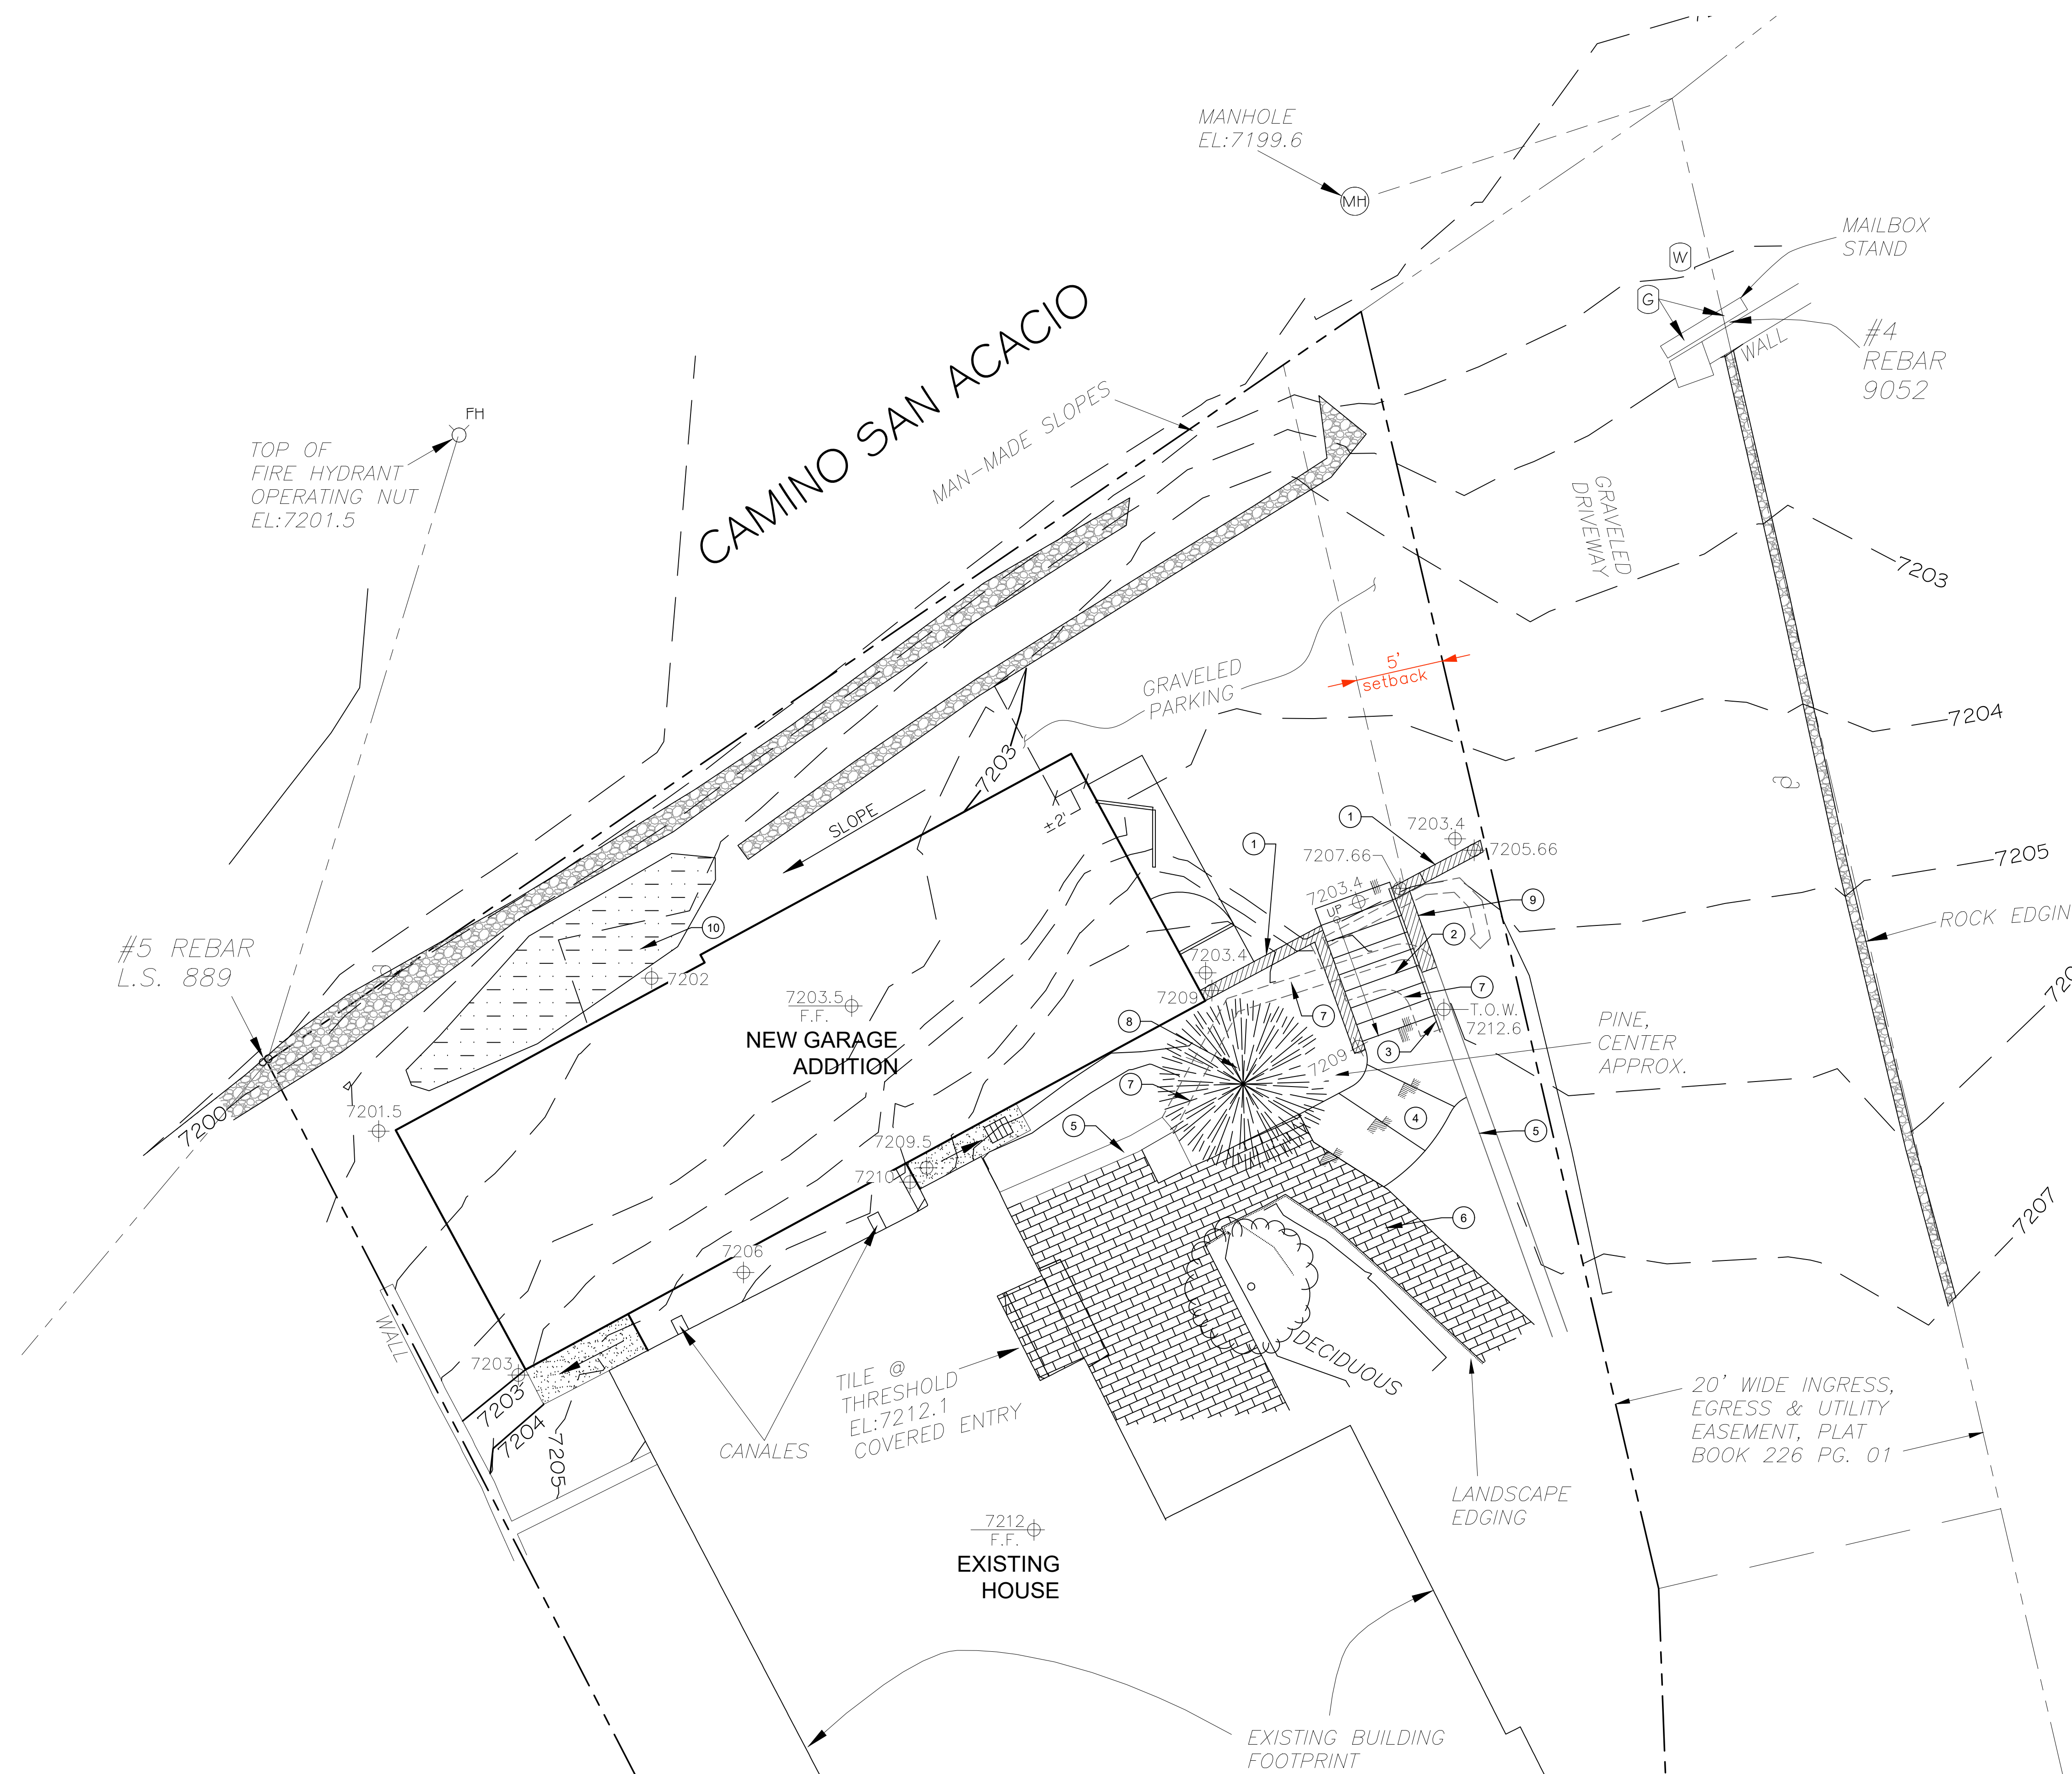 MANHOLE
EL:7199.6
MH
MAILBOX
STAND
W
G
#4
REBAR
9052
WALL
FH
TOP OF
FIRE HYDRANT
OPERATING NUT
EL:7201.5
CAMINO SAN ACACIO
MAN-MADE SLOPES
GRAVELED
DRIVEWAY
7203
5'
setback
GRAVELED
PARKING
7204
7203
±2'
SLOPE
1
7203.4
1
7205.66
7207.66
7205
7203.4
UP
9
ROCK EDGIN
2
10
#5 REBAR
L.S. 889
7202
7203.4
7209
7
7
T.O.W.
7212.6
7203.5
F.F.
NEW GARAGE
ADDITION
8
PINE,
CENTER
APPROX.
3
7209
7
7200
7201.5
7209.5
5
4
5
7210
7207
6
7206
WALL
7203
DECIDUOUS
7203
7204
7205
TILE @
THRESHOLD
EL:7212.1
COVERED ENTRY
CANALES
20' WIDE INGRESS,
EGRESS & UTILITY
EASEMENT, PLAT
BOOK 226 PG. 01
LANDSCAPE
EDGING
7212
F.F.
EXISTING
HOUSE
EXISTING BUILDING
FOOTPRINT